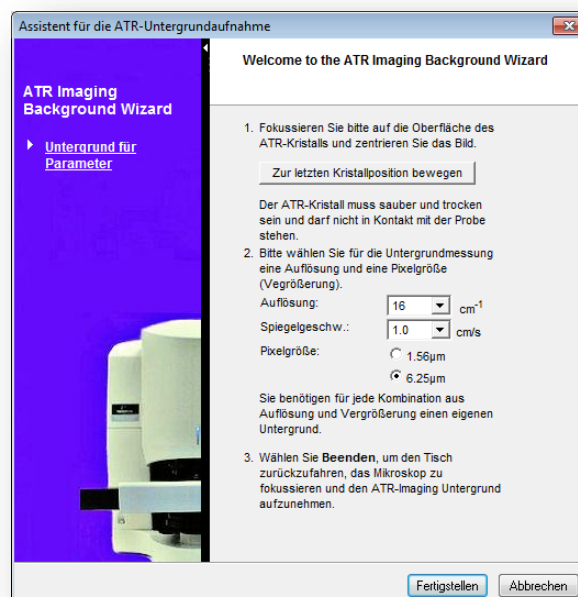 Assistent für die ATR-Untergrundaufnahme
Welcome to the ATR Imaging Background Wizard
ATR Imaging
Background Wizard
Untergrund für
Parameter
1. Fokussieren Sie bitte auf die Oberfläche des
ATR-Kristalls und zentrieren Sie das Bild.
Zur letzten Kristallposition bewegen
Der ATR-Kristall muss sauber und trocken
sein und darf nicht in Kontakt mit der Probe
stehen.
2. Bitte wählen Sie für die Untergrundmessung
eine Auflösung und eine Pixelgröße
(Vegrößerung).
Auflösung: 16 cm-1
Spiegelgeschw.: 1.0 cm/s
Pixelgröße: 1.56µm
6.25µm
Sie benötigen für jede Kombination aus
Auflösung und Vergrößerung einen eigenen
Untergrund.
3. Wählen Sie Beenden, um den Tisch
zurückzufahren, das Mikroskop zu
fokussieren und den ATR-Imaging Untergrund
aufzunehmen.
Fertigstellen Abbrechen